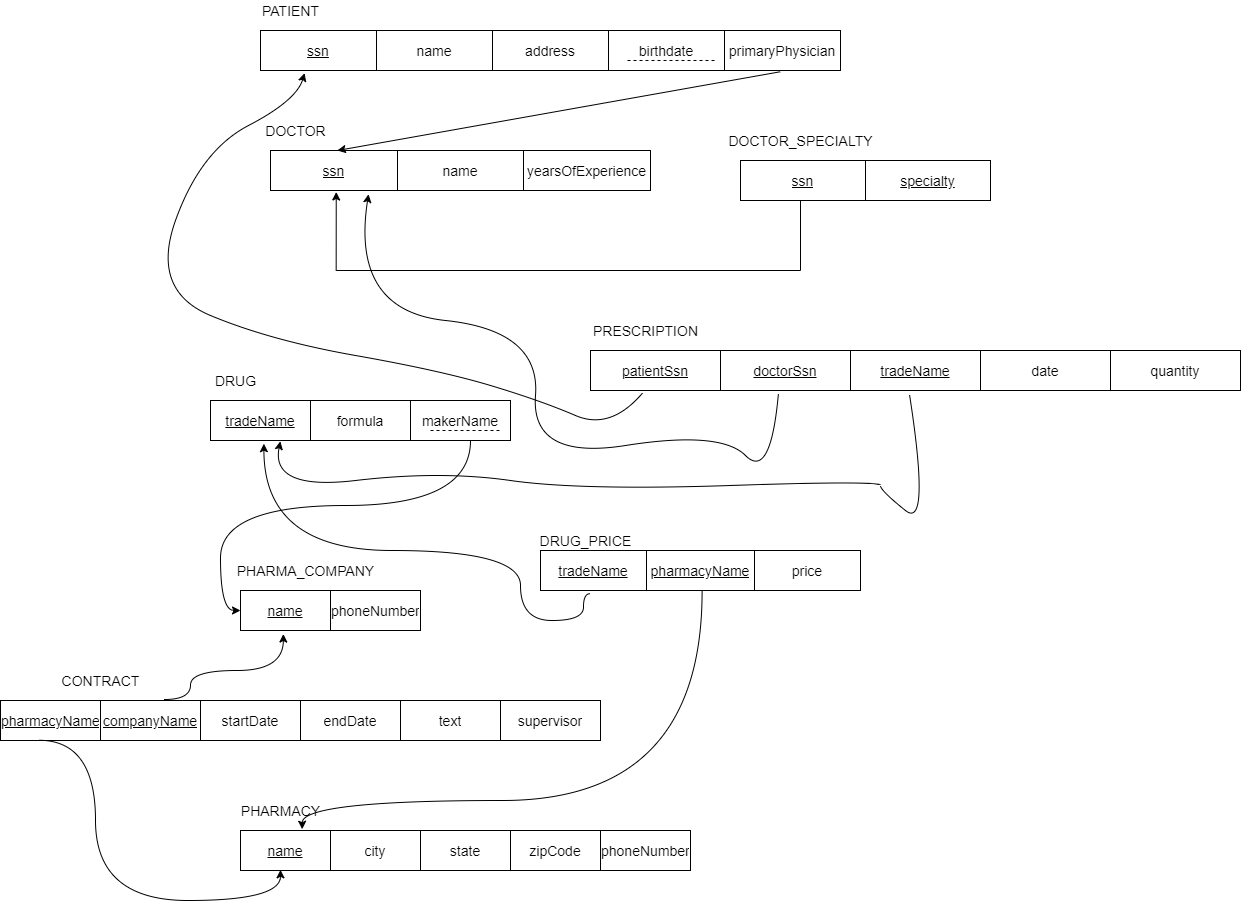 PATIENT
ssn name address birthdate primaryPhysician
DOCTOR
ssn name yearsOfExperience
DOCTOR_SPECIALTY
ssn specialty
PRESCRIPTION
patientSsn doctorSsn tradeName date quantity
DRUG
tradeName formula makerName
DRUG_PRICE
tradeName pharmacyName price
PHARMA_COMPANY
name phoneNumber
CONTRACT
pharmacyName companyName startDate endDate text supervisor
PHARMACY
name city state zipCode phoneNumber